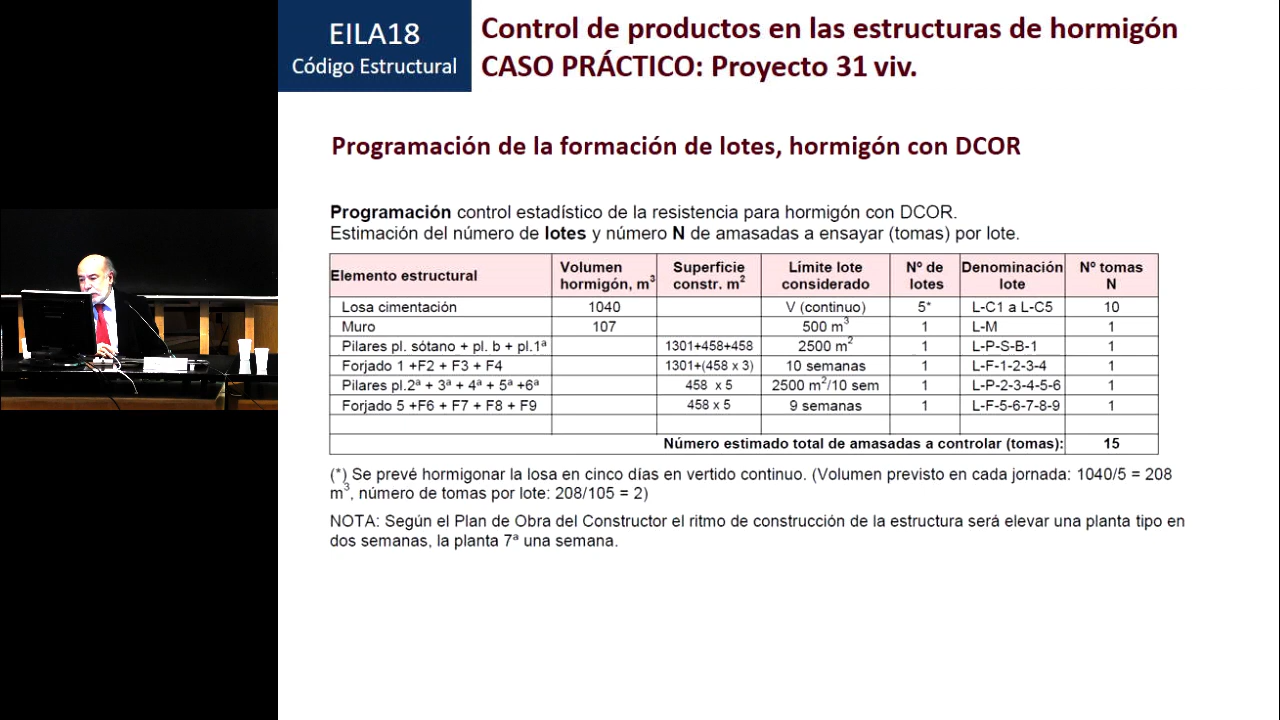 EILA18
Código Estructural
Control de productos en las estructuras de hormigón
CASO PRÁCTICO: Proyecto 31 viv.
Programación de la formación de lotes, hormigón con DCOR
Programación control estadístico de la resistencia para hormigón con DCOR.
Estimación del número de lotes y número N de amasadas a ensayar (tomas) por lote.
Elemento estructural Volumen hormigón, m³ Superficie constr. m² Límite lote considerado Nº de lotes Denominación lote Nº tomas N
Losa cimentación 1040 V (continuo) 5* L-C1 a L-C5 10
Muro 107 500 m³ 1 L-M 1
Pilares pl. sótano + pl. b + pl.1ª 1301+458+458 2500 m² 1 L-P-S-B-1 1
Forjado 1 +F2 + F3 + F4 1301+(458 x 3) 10 semanas 1 L-F-1-2-3-4 1
Pilares pl.2ª + 3ª + 4ª + 5ª +6ª 458 x 5 2500 m²/10 sem 1 L-P-2-3-4-5-6 1
Forjado 5 +F6 + F7 + F8 + F9 458 x 5 9 semanas 1 L-F-5-6-7-8-9 1
Número estimado total de amasadas a controlar (tomas): 15
(*) Se prevé hormigonar la losa en cinco días en vertido continuo. (Volumen previsto en cada jornada: 1040/5 = 208
m³, número de tomas por lote: 208/105 = 2)
NOTA: Según el Plan de Obra del Constructor el ritmo de construcción de la estructura será elevar una planta tipo en
dos semanas, la planta 7ª una semana.